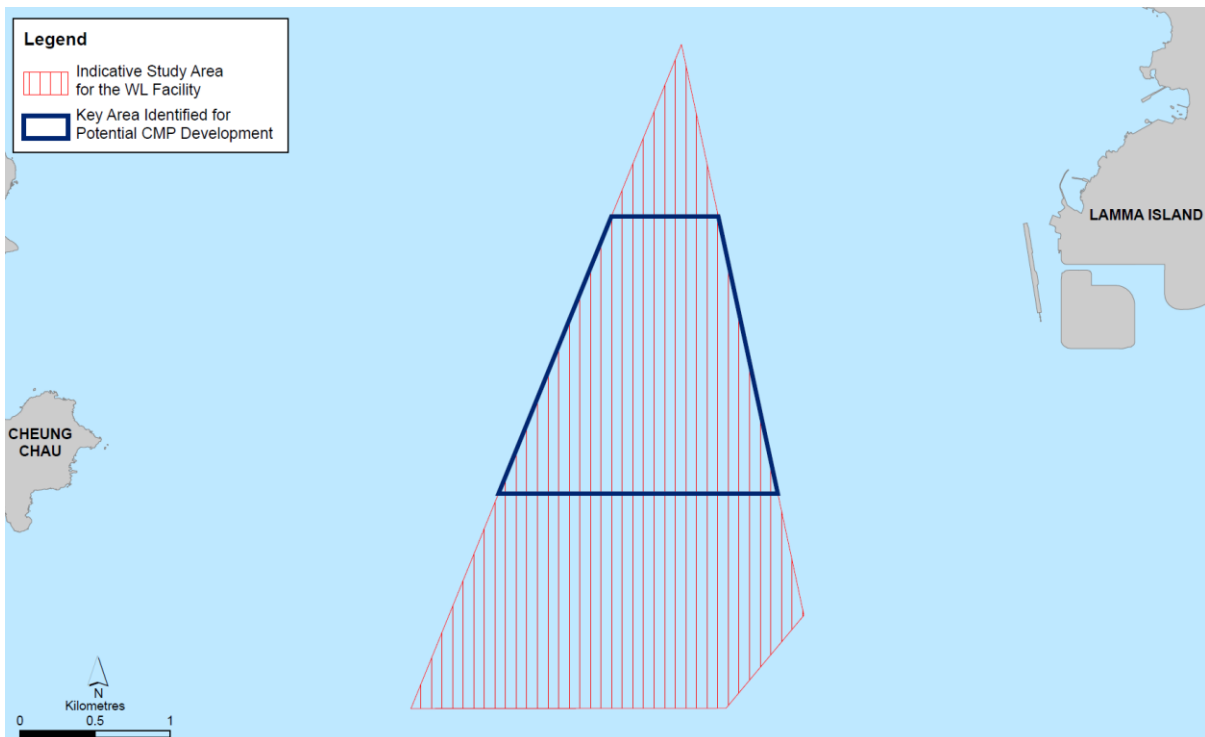 Legend
Indicative Study Area
for the WL Facility
Key Area Identified for
Potential CMP Development
LAMMA ISLAND
CHEUNG
CHAU
N
Kilometres
0 0.5 1